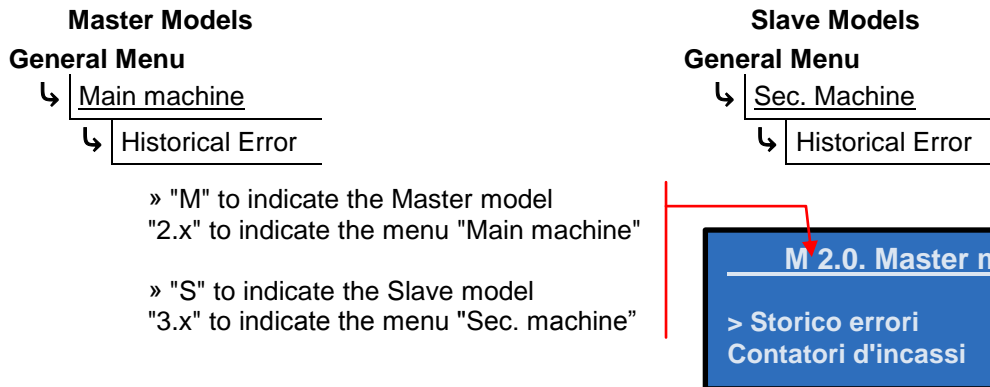 Master Models
General Menu
Main machine
Historical Error
Slave Models
General Menu
Sec. Machine
Historical Error
» "M" to indicate the Master model
"2.x" to indicate the menu "Main machine"
» "S" to indicate the Slave model
"3.x" to indicate the menu "Sec. machine”
M 2.0. Master
> Storico errori
Contatori d'incassi